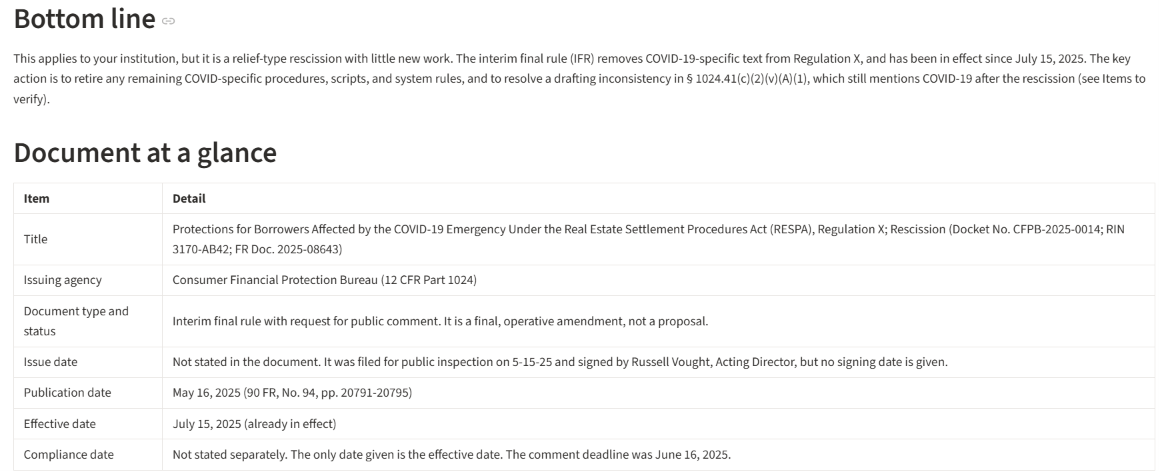 Bottom line
This applies to your institution, but it is a relief-type rescission with little new work. The interim final rule (IFR) removes COVID-19-specific text from Regulation X, and has been in effect since July 15, 2025. The key
action is to retire any remaining COVID-specific procedures, scripts, and system rules, and to resolve a drafting inconsistency in § 1024.41(c)(2)(v)(A)(1), which still mentions COVID-19 after the rescission (see Items to
verify).
Document at a glance
Item Detail
Title Protections for Borrowers Affected by the COVID-19 Emergency Under the Real Estate Settlement Procedures Act (RESPA), Regulation X; Rescission (Docket No. CFPB-2025-0014; RIN
3170-AB42; FR Doc. 2025-08643)
Issuing agency Consumer Financial Protection Bureau (12 CFR Part 1024)
Document type and
status Interim final rule with request for public comment. It is a final, operative amendment, not a proposal.
Issue date Not stated in the document. It was filed for public inspection on 5-15-25 and signed by Russell Vought, Acting Director, but no signing date is given.
Publication date May 16, 2025 (90 FR, No. 94, pp. 20791-20795)
Effective date July 15, 2025 (already in effect)
Compliance date Not stated separately. The only date given is the effective date. The comment deadline was June 16, 2025.